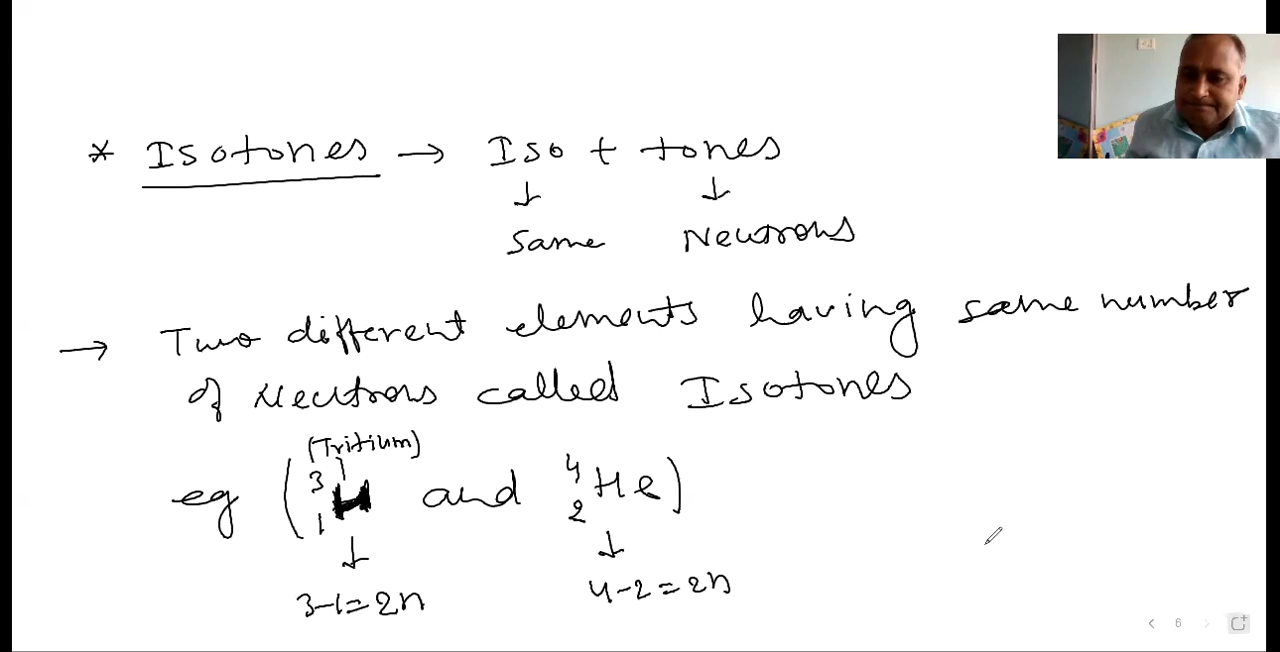 * Isotones → Iso + tones
↓ ↓
Same Neutrons
→ Two different elements having same number
of Neutrons called Isotones
(Tritium)
eg (³₁H and ⁴₂He)
↓ ↓
3-1=2n 4-2=2n
6